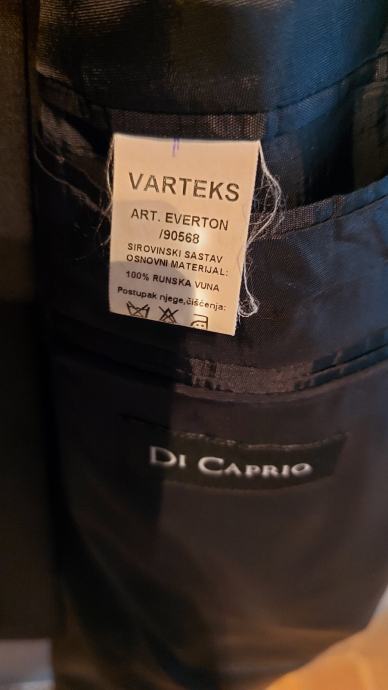 VARTEKS
ART. EVERTON
/90568
SIROVINSKI SASTAV
OSNOVNI MATERIJAL:
100% RUNSKA VUNA
Postupak njege,čišćenja:
DI CAPRIO